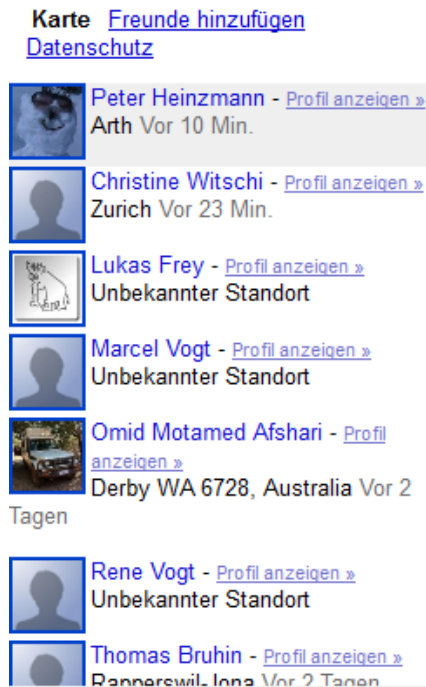 Karte Freunde hinzufügen
Datenschutz
Peter Heinzmann - Profil anzeigen »
Arth Vor 10 Min.
Christine Witschi - Profil anzeigen »
Zurich Vor 23 Min.
Lukas Frey - Profil anzeigen »
Unbekannter Standort
Marcel Vogt - Profil anzeigen »
Unbekannter Standort
Omid Motamed Afshari - Profil
anzeigen »
Derby WA 6728, Australia Vor 2
Tagen
Rene Vogt - Profil anzeigen »
Unbekannter Standort
Thomas Bruhin - Profil anzeigen »
Rapperswil-Jona Vor 2 Tagen